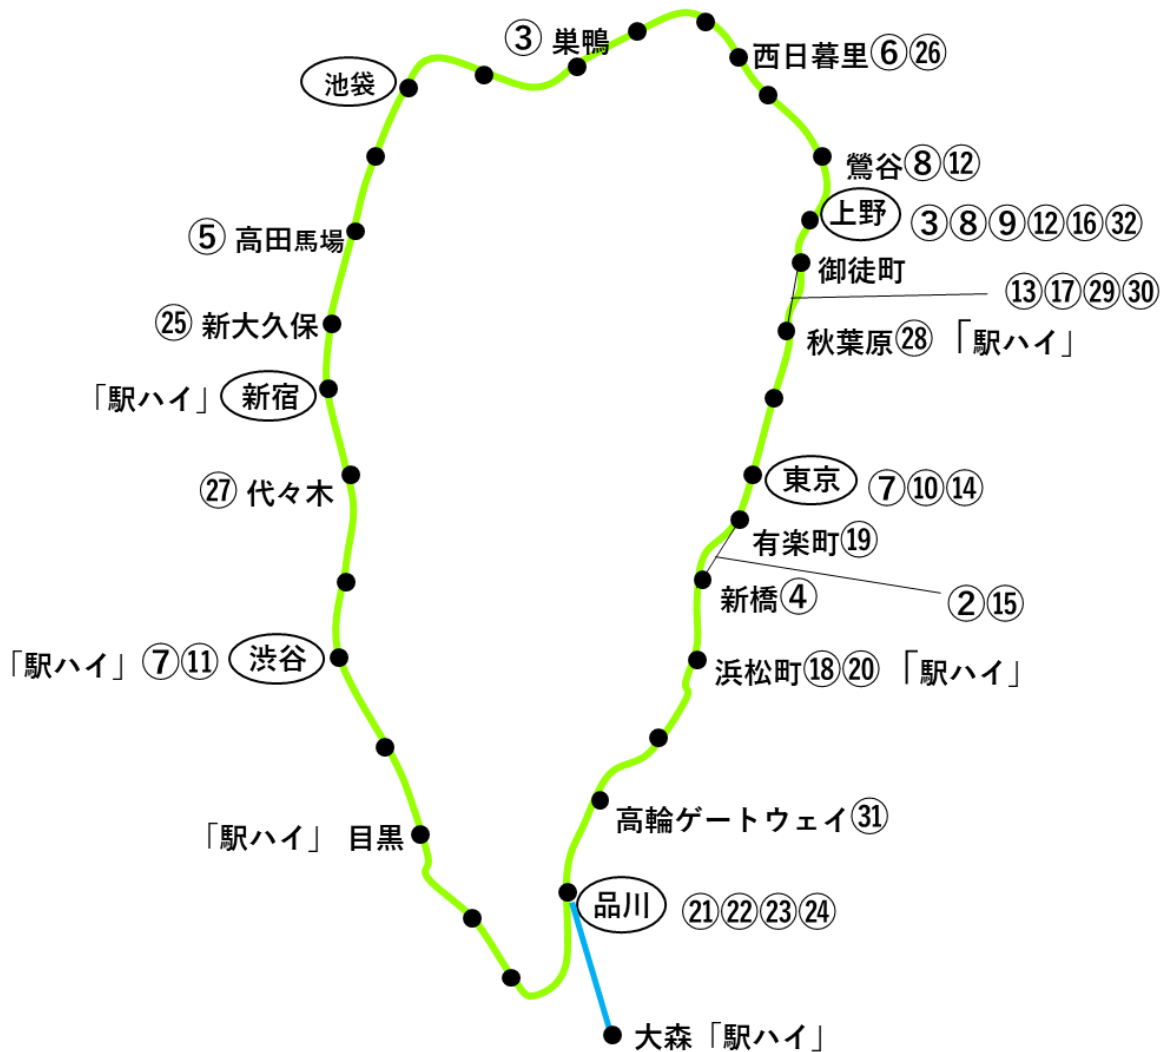 ③ 巣鴨
西日暮里⑥㉖
池袋
鶯谷⑧⑫
上野 ③⑧⑨⑫⑯㉜
⑤ 高田馬場
御徒町
⑬⑰㉙㉚
㉕ 新大久保
秋葉原㉘「駅ハイ」
「駅ハイ」新宿
㉗ 代々木
東京 ⑦⑩⑭
有楽町⑲
新橋④
②⑮
「駅ハイ」⑦⑪ 渋谷
浜松町⑱⑳「駅ハイ」
高輪ゲートウェイ㉛
「駅ハイ」 目黒
品川 ㉑㉒㉓㉔
大森「駅ハイ」